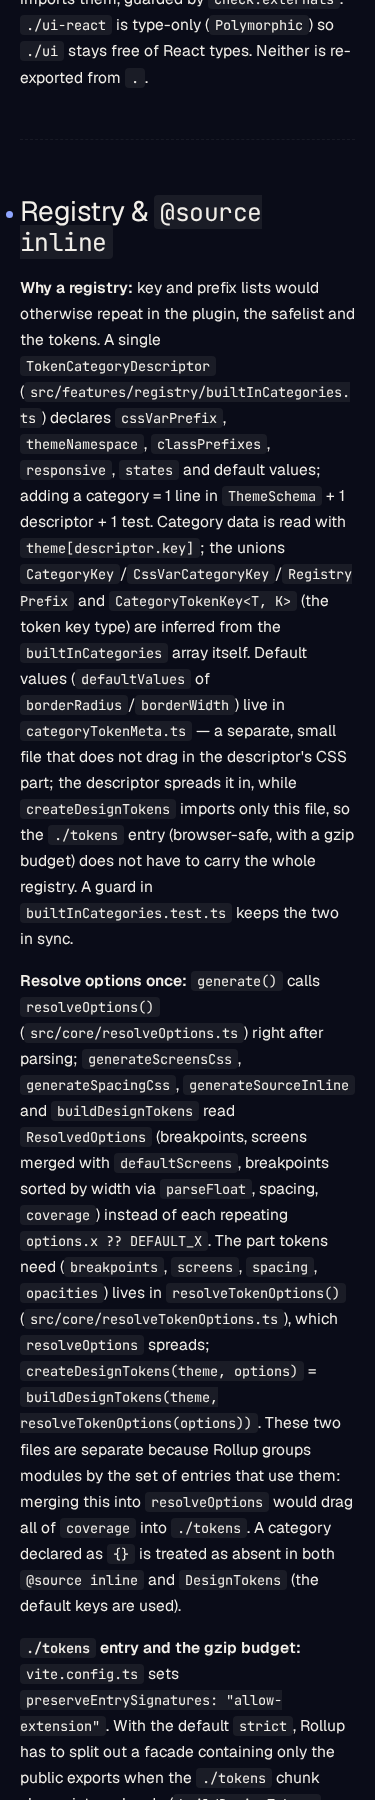 ./ui-react is type-only ( Polymorphic ) so
./ui stays free of React types. Neither is re-
exported from . .
Registry & @source
inline
Why a registry: key and prefix lists would
otherwise repeat in the plugin, the safelist and
the tokens. A single
TokenCategoryDescriptor
( src/features/registry/builtInCategories.
ts ) declares cssVarPrefix ,
themeNamespace , classPrefixes ,
responsive , states and default values;
adding a category = 1 line in ThemeSchema + 1
descriptor + 1 test. Category data is read with
theme[descriptor.key] ; the unions
CategoryKey / CssVarCategoryKey / Registry
Prefix and CategoryTokenKey<T, K> (the
token key type) are inferred from the
builtInCategories array itself. Default
values ( defaultValues of
borderRadius / borderWidth ) live in
categoryTokenMeta.ts — a separate, small
file that does not drag in the descriptor's CSS
part; the descriptor spreads it in, while
createDesignTokens imports only this file, so
the ./tokens entry (browser-safe, with a gzip
budget) does not have to carry the whole
registry. A guard in
builtInCategories.test.ts keeps the two
in sync.
Resolve options once: generate() calls
resolveOptions()
( src/core/resolveOptions.ts ) right after
parsing; generateScreensCss ,
generateSpacingCss , generateSourceInline
and buildDesignTokens read
ResolvedOptions (breakpoints, screens
merged with defaultScreens , breakpoints
sorted by width via parseFloat , spacing,
coverage ) instead of each repeating
options.x ?? DEFAULT_X . The part tokens
need ( breakpoints , screens , spacing ,
opacities ) lives in resolveTokenOptions()
( src/core/resolveTokenOptions.ts ), which
resolveOptions spreads;
createDesignTokens(theme, options) =
buildDesignTokens(theme,
resolveTokenOptions(options)) . These two
files are separate because Rollup groups
modules by the set of entries that use them:
merging this into resolveOptions would drag
all of coverage into ./tokens . A category
declared as {} is treated as absent in both
@source inline and DesignTokens (the
default keys are used).
./tokens entry and the gzip budget:
vite.config.ts sets
preserveEntrySignatures: "allow-
extension" . With the default strict , Rollup
has to split out a facade containing only the
public exports when the ./tokens chunk